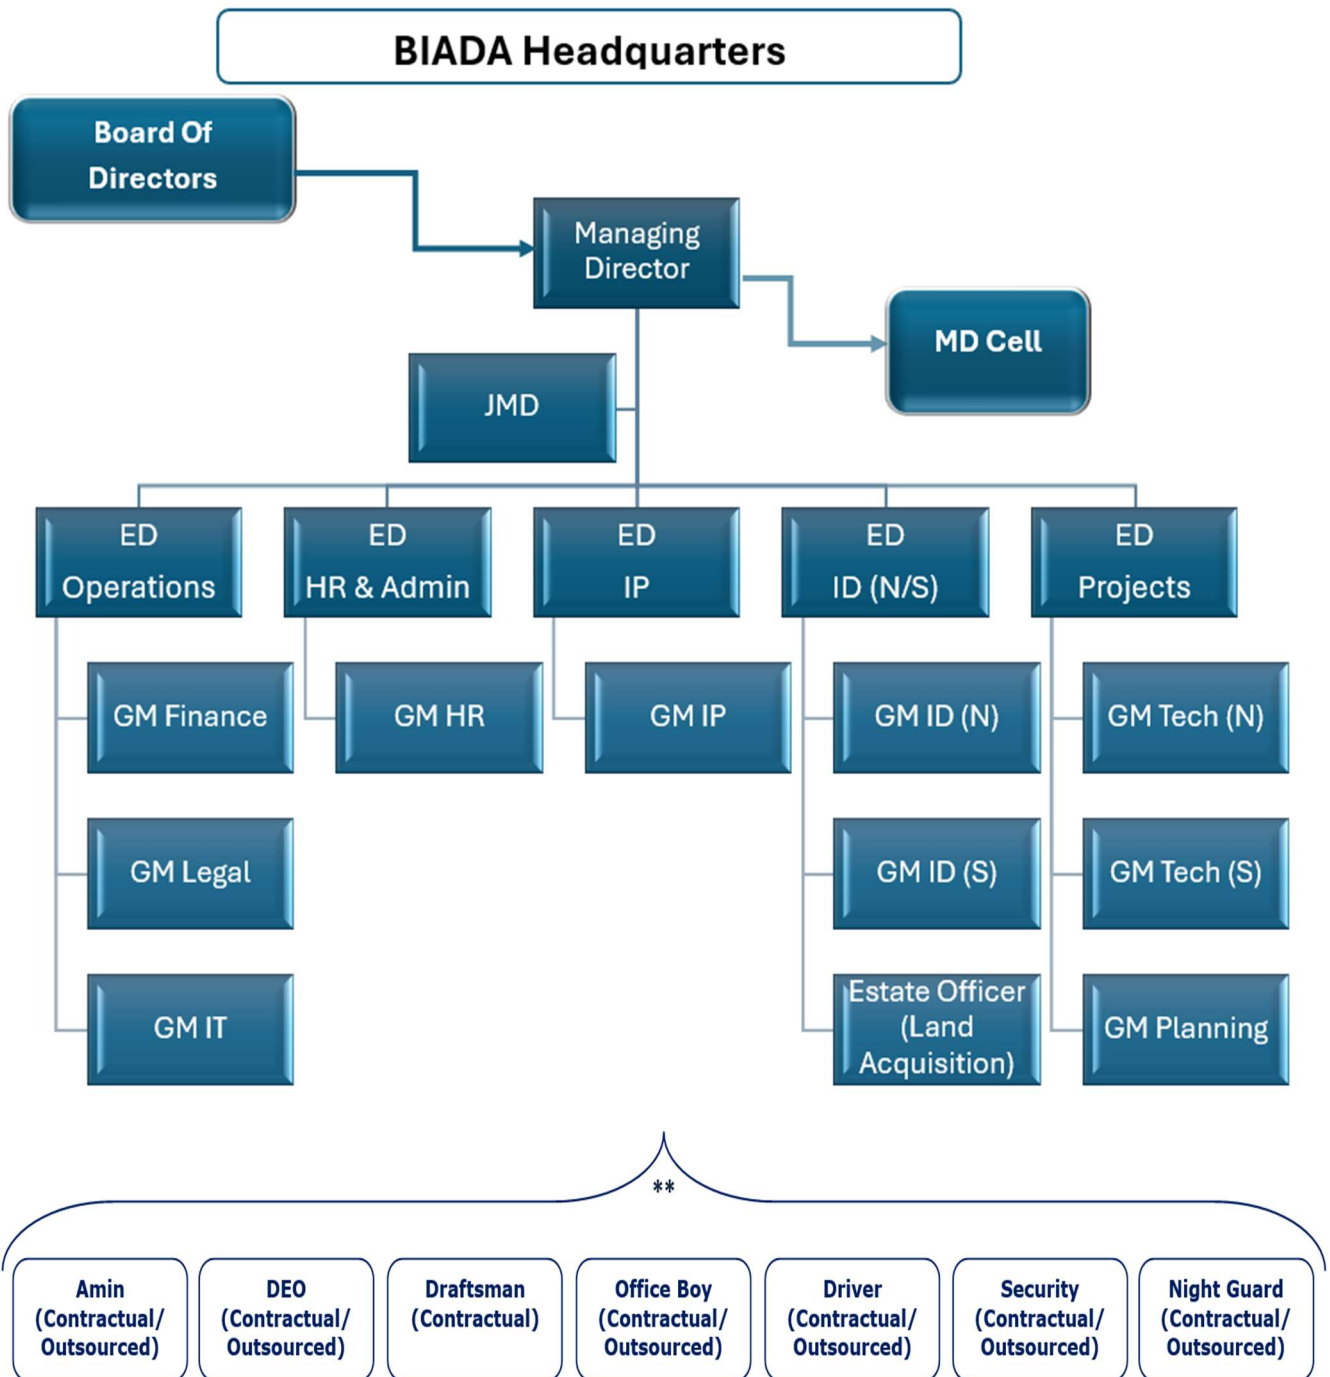 BIADA Headquarters
Board Of
Directors
Managing
Director
MD Cell
JMD
ED
Operations
ED
HR & Admin
ED
IP
ED
ID (N/S)
ED
Projects
GM Finance
GM HR
GM IP
GM ID (N)
GM Tech (N)
GM Legal
GM ID (S)
GM Tech (S)
GM IT
Estate Officer
(Land
Acquisition)
GM Planning
**
Amin
(Contractual/
Outsourced)
DEO
(Contractual/
Outsourced)
Draftsman
(Contractual)
Office Boy
(Contractual/
Outsourced)
Driver
(Contractual/
Outsourced)
Security
(Contractual/
Outsourced)
Night Guard
(Contractual/
Outsourced)